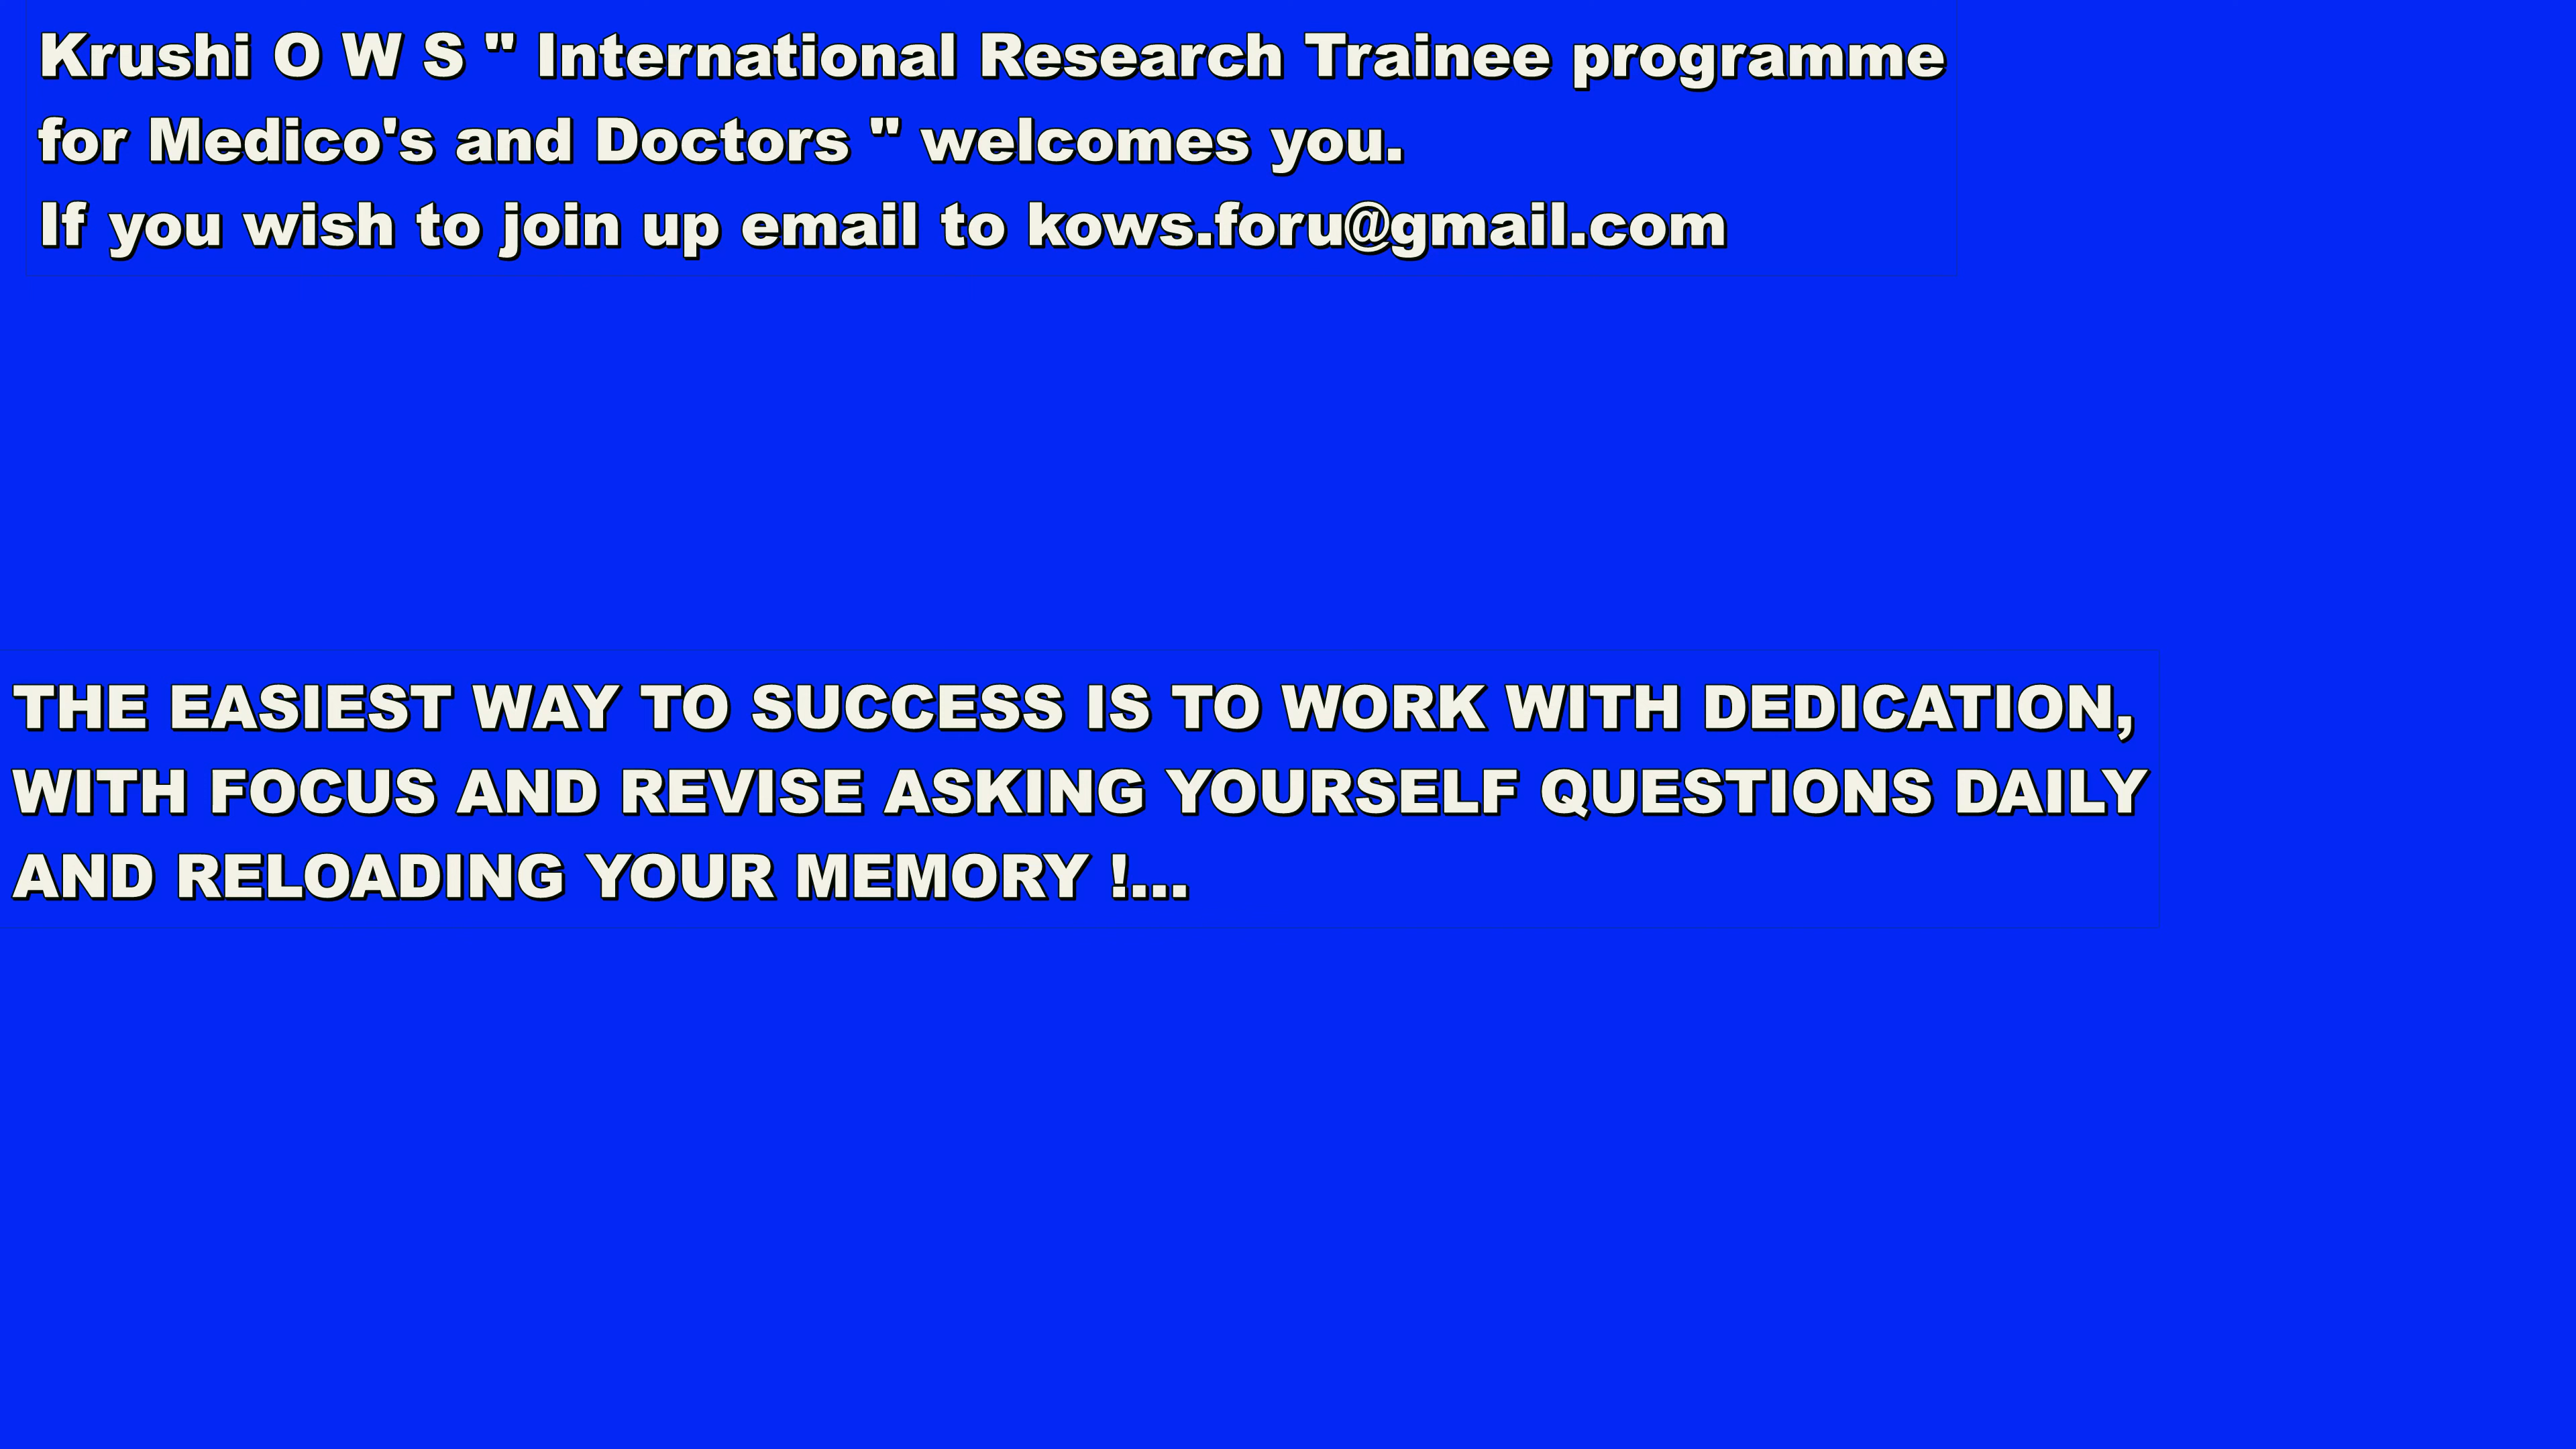 Krushi O W S " International Research Trainee programme
for Medico's and Doctors " welcomes you.
If you wish to join up email to kows.foru@gmail.com
THE EASIEST WAY TO SUCCESS IS TO WORK WITH DEDICATION,
WITH FOCUS AND REVISE ASKING YOURSELF QUESTIONS DAILY
AND RELOADING YOUR MEMORY !...